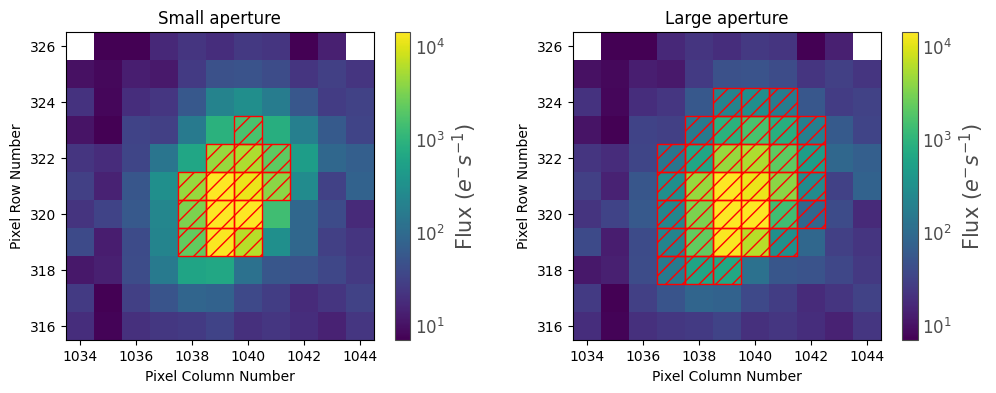 Small aperture
Large aperture
Pixel Row Number
326
324
322
320
318
316
1034 1036 1038 1040 1042 1044
Pixel Column Number
10⁴
10³
10²
10¹
Flux (e⁻s⁻¹)
Pixel Row Number
326
324
322
320
318
316
1034 1036 1038 1040 1042 1044
Pixel Column Number
10⁴
10³
10²
10¹
Flux (e⁻s⁻¹)